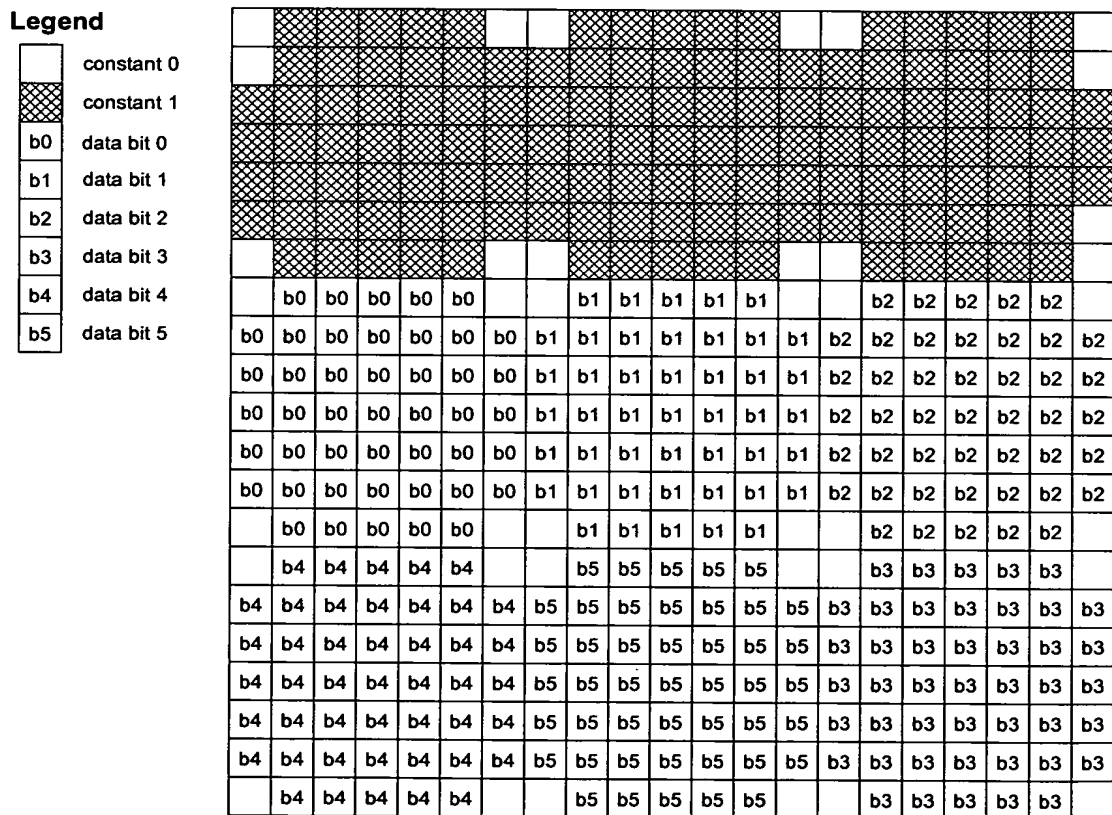 Legend
constant 0
constant 1
b0 data bit 0
b1 data bit 1
b2 data bit 2
b3 data bit 3
b4 data bit 4
b5 data bit 5
b0 b0 b0 b0 b0 b1 b1 b1 b1 b1 b2 b2 b2 b2 b2
b0 b0 b0 b0 b0 b0 b0 b1 b1 b1 b1 b1 b1 b1 b2 b2 b2 b2 b2 b2 b2
b0 b0 b0 b0 b0 b0 b0 b1 b1 b1 b1 b1 b1 b1 b2 b2 b2 b2 b2 b2 b2
b0 b0 b0 b0 b0 b0 b0 b1 b1 b1 b1 b1 b1 b1 b2 b2 b2 b2 b2 b2 b2
b0 b0 b0 b0 b0 b0 b0 b1 b1 b1 b1 b1 b1 b1 b2 b2 b2 b2 b2 b2 b2
b0 b0 b0 b0 b0 b0 b0 b1 b1 b1 b1 b1 b1 b1 b2 b2 b2 b2 b2 b2 b2
b0 b0 b0 b0 b0 b1 b1 b1 b1 b1 b2 b2 b2 b2 b2
b4 b4 b4 b4 b4 b5 b5 b5 b5 b5 b3 b3 b3 b3 b3
b4 b4 b4 b4 b4 b4 b4 b5 b5 b5 b5 b5 b5 b5 b3 b3 b3 b3 b3 b3 b3
b4 b4 b4 b4 b4 b4 b4 b5 b5 b5 b5 b5 b5 b5 b3 b3 b3 b3 b3 b3 b3
b4 b4 b4 b4 b4 b4 b4 b5 b5 b5 b5 b5 b5 b5 b3 b3 b3 b3 b3 b3 b3
b4 b4 b4 b4 b4 b4 b4 b5 b5 b5 b5 b5 b5 b5 b3 b3 b3 b3 b3 b3 b3
b4 b4 b4 b4 b4 b4 b4 b5 b5 b5 b5 b5 b5 b5 b3 b3 b3 b3 b3 b3 b3
b4 b4 b4 b4 b4 b5 b5 b5 b5 b5 b3 b3 b3 b3 b3